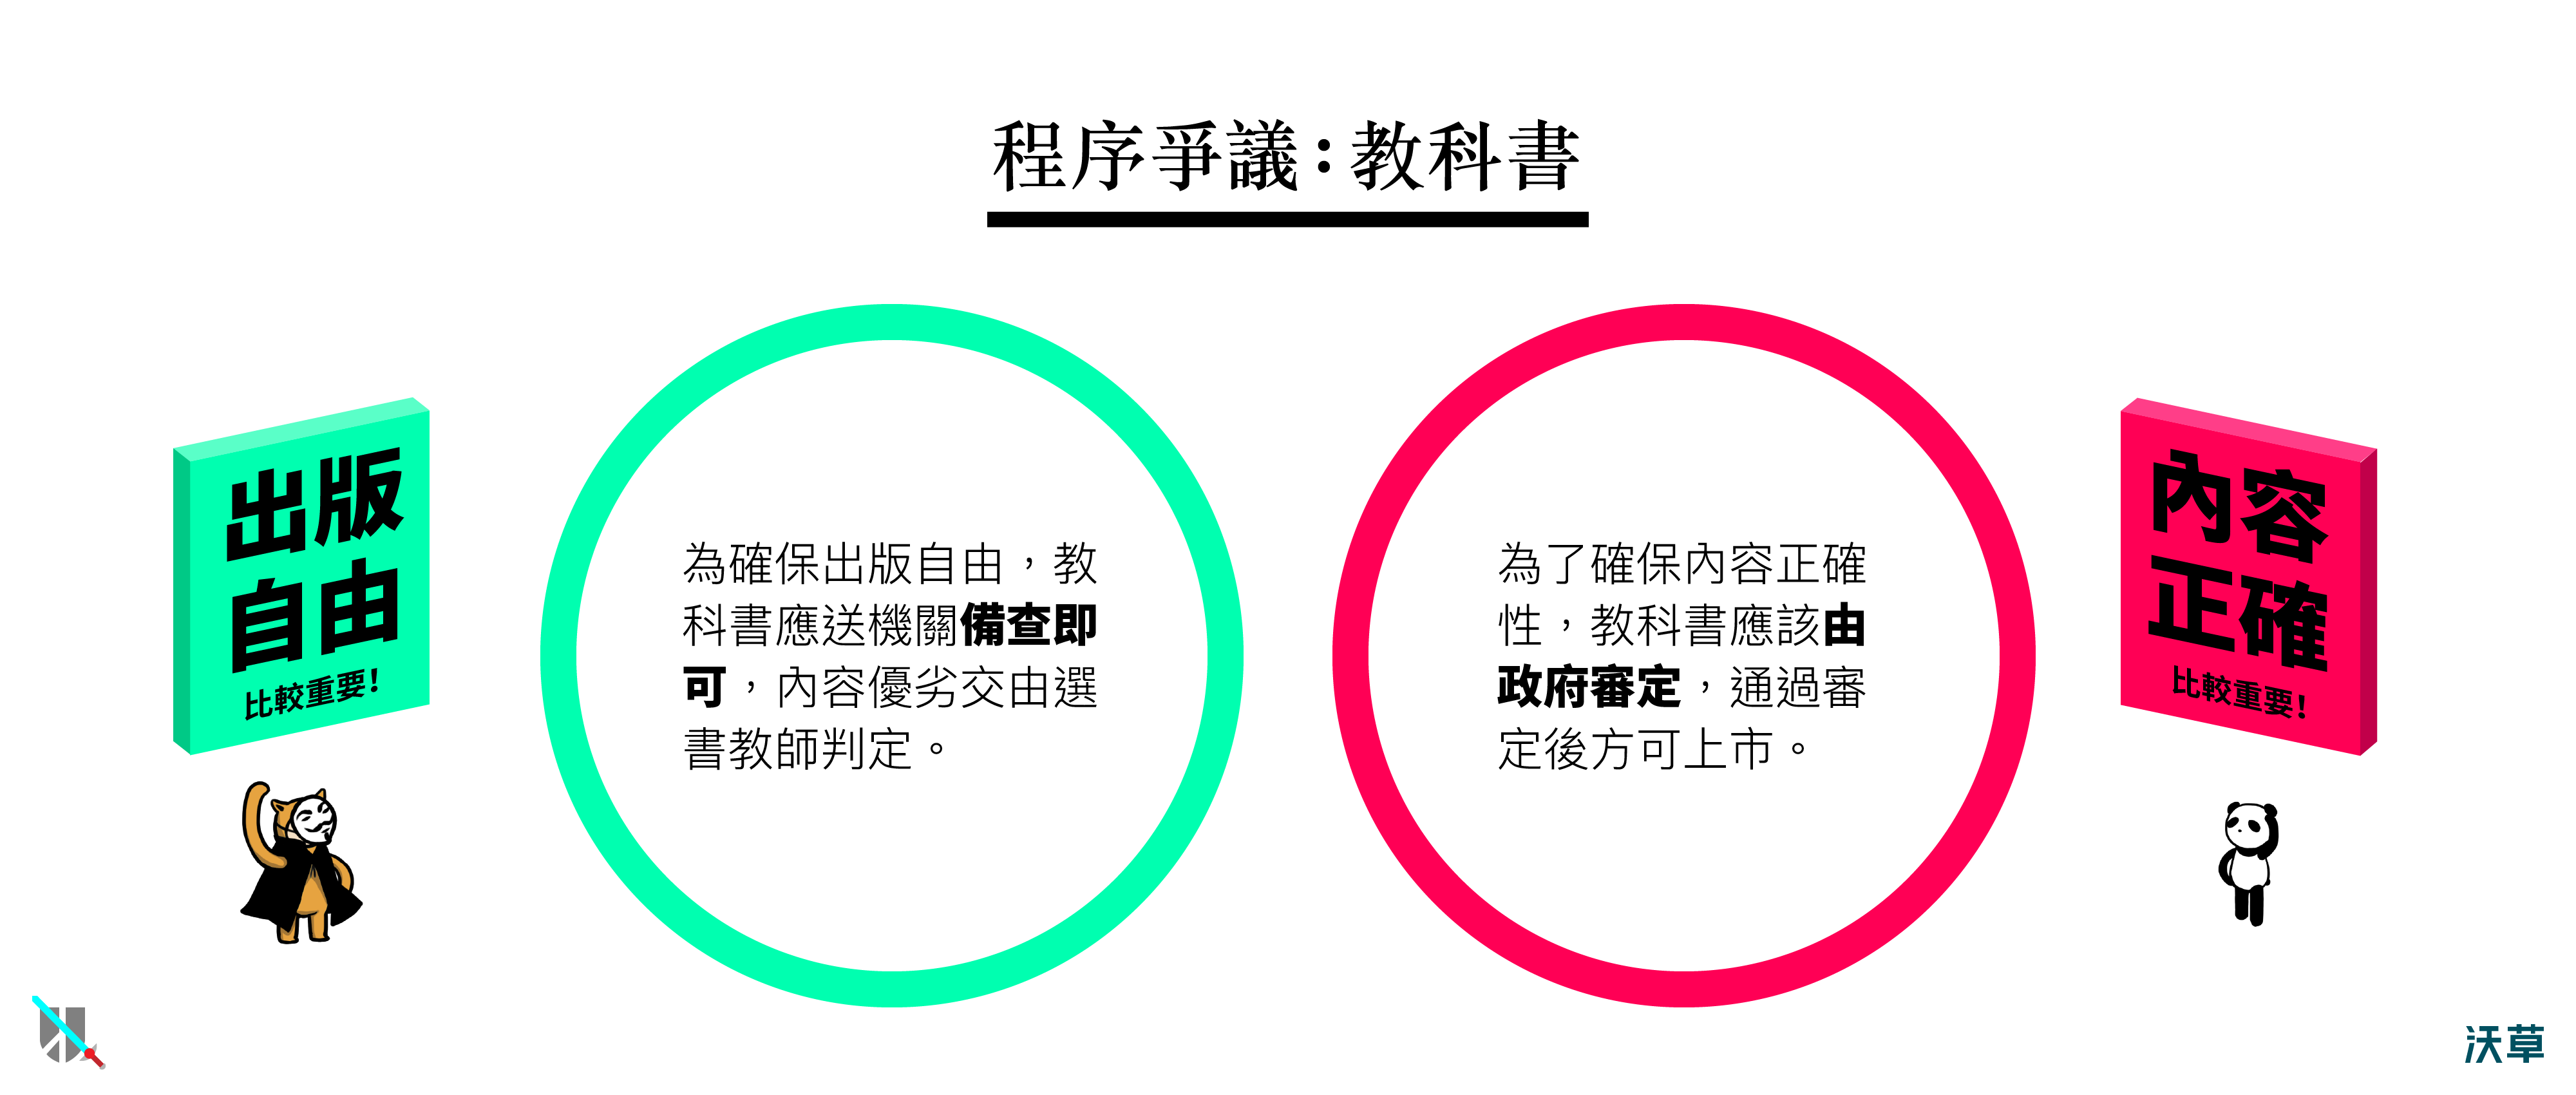 程序爭議：教科書
出版
自由
比較重要!
為確保出版自由，教
科書應送機關備查即
可，內容優劣交由選
書教師判定。
為了確保內容正確
性，教科書應該由
政府審定，通過審
定後方可上市。
內容
正確
比較重要!
沃草